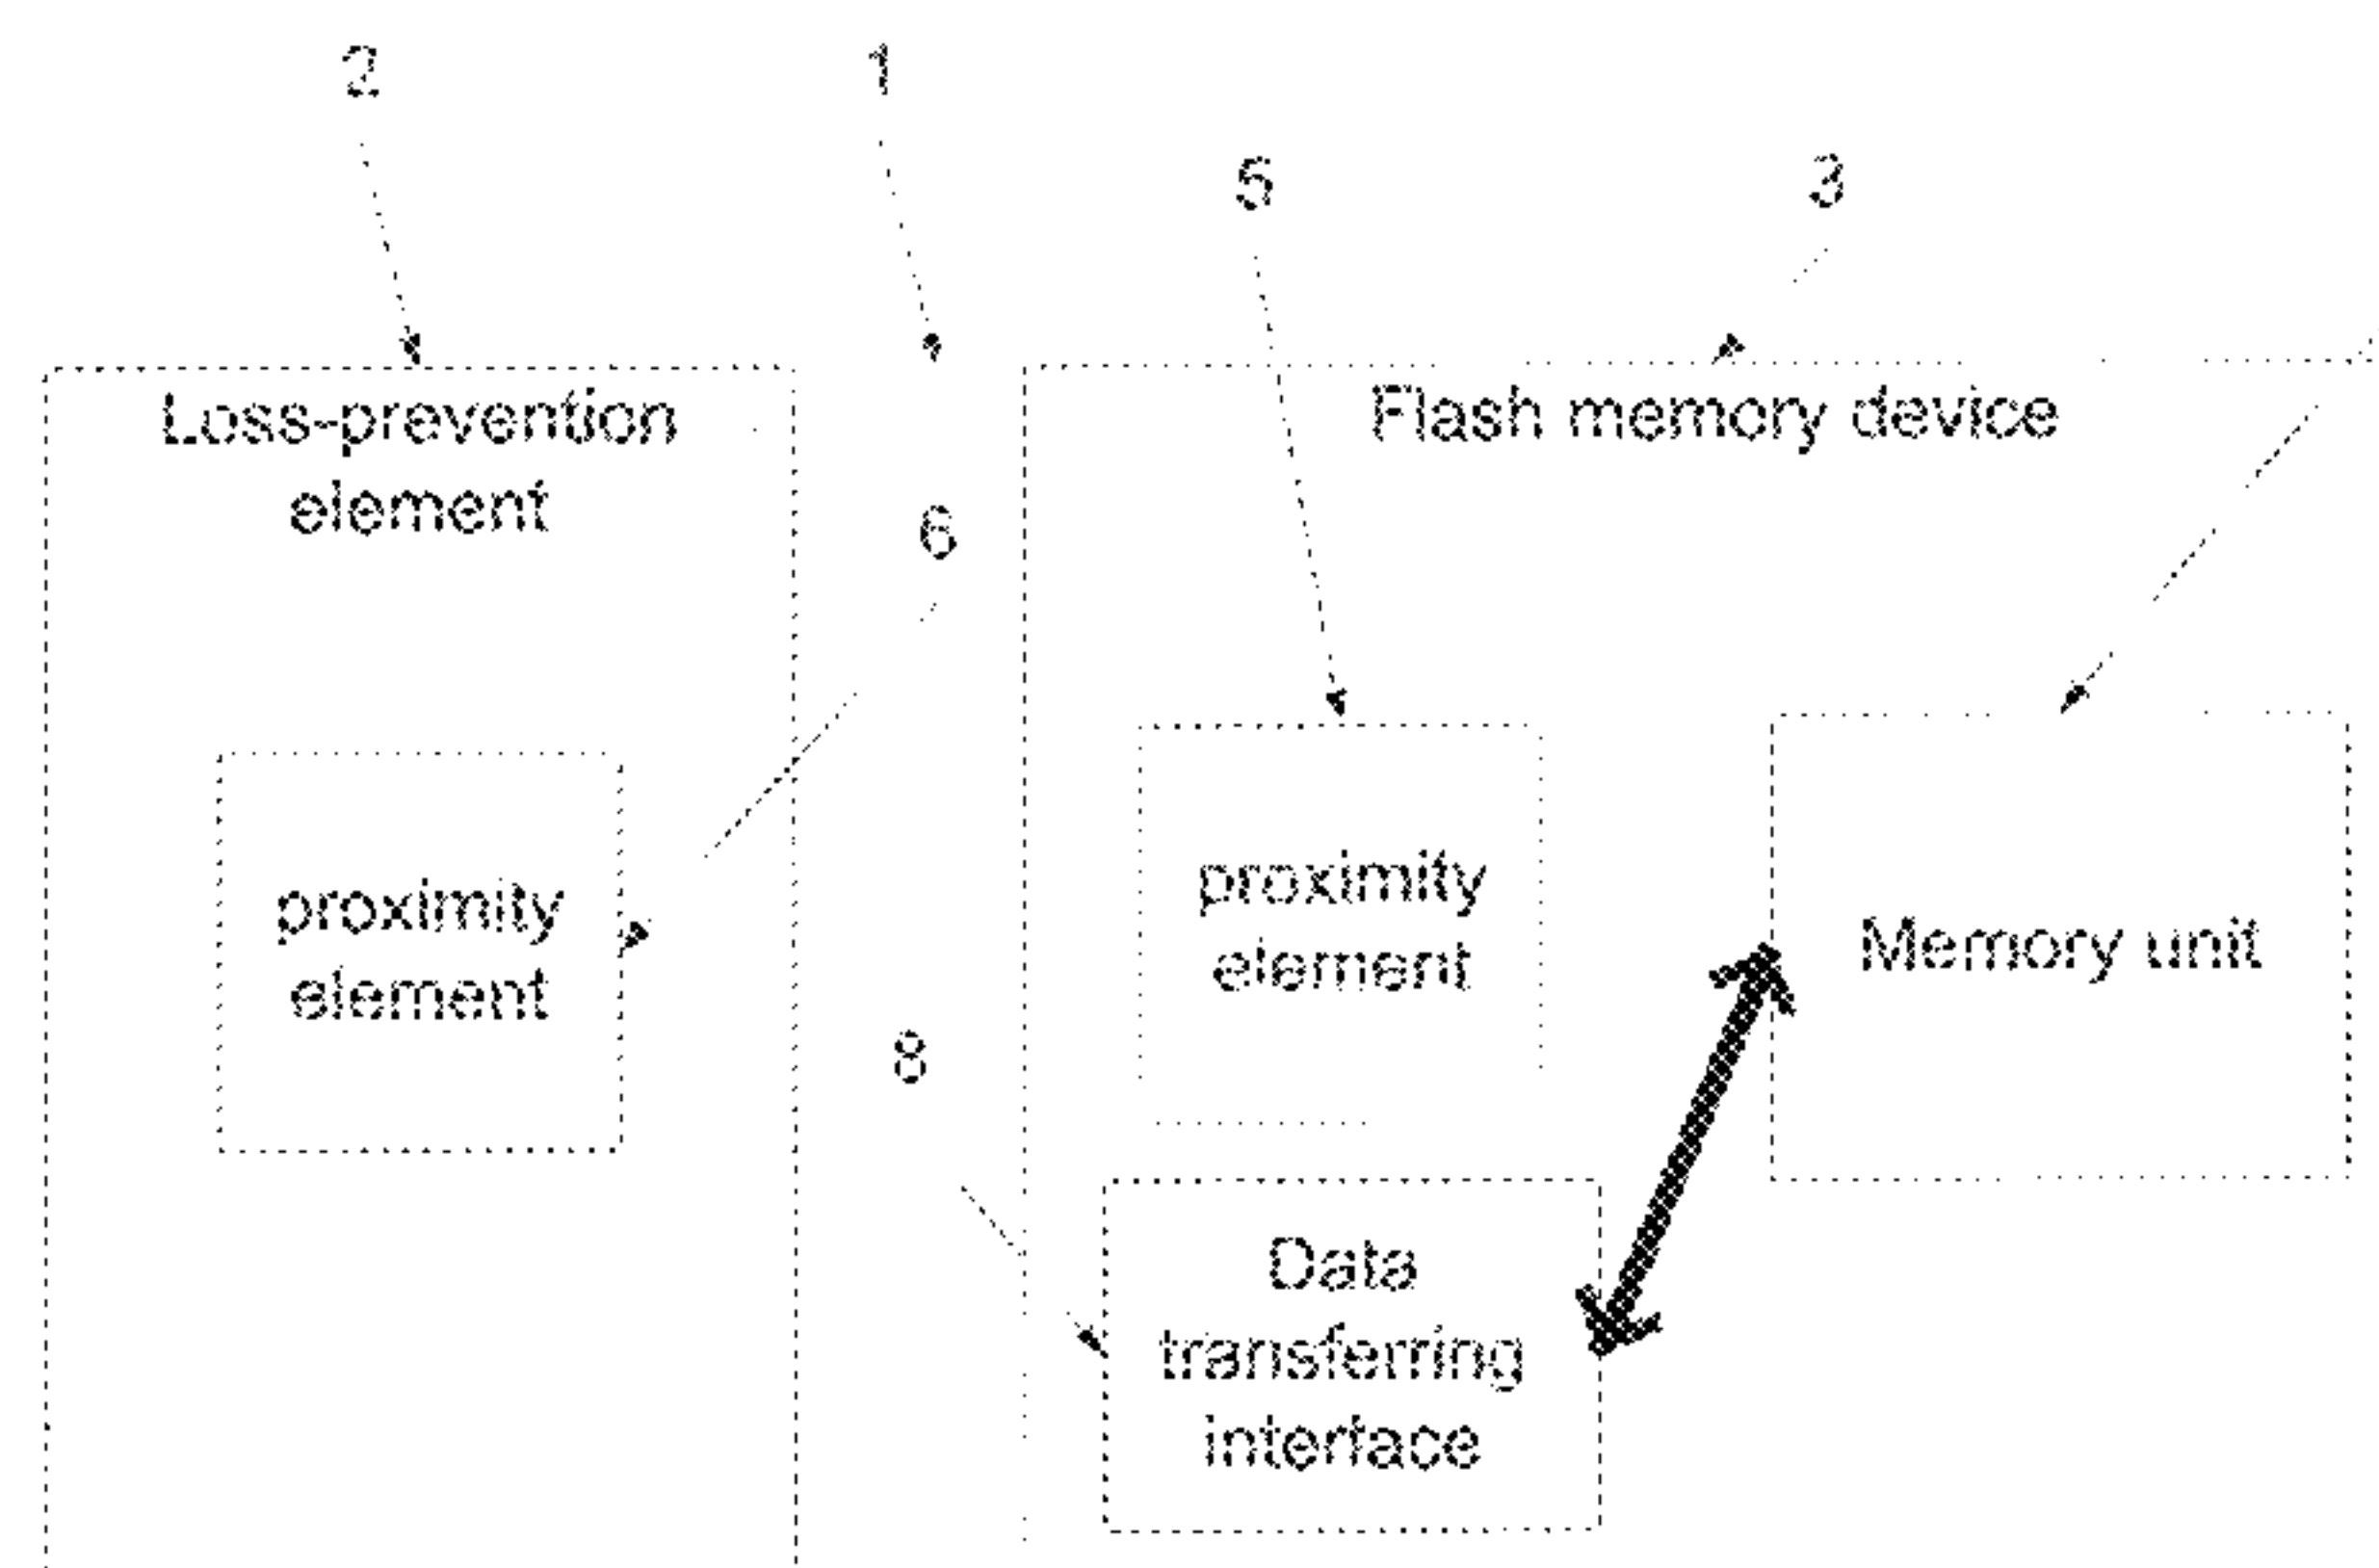 2
1
5
3
Loss-prevention
element
Flash memory device
6
proximity
element
proximity
element
Memory unit
8
Data
transferring
interface